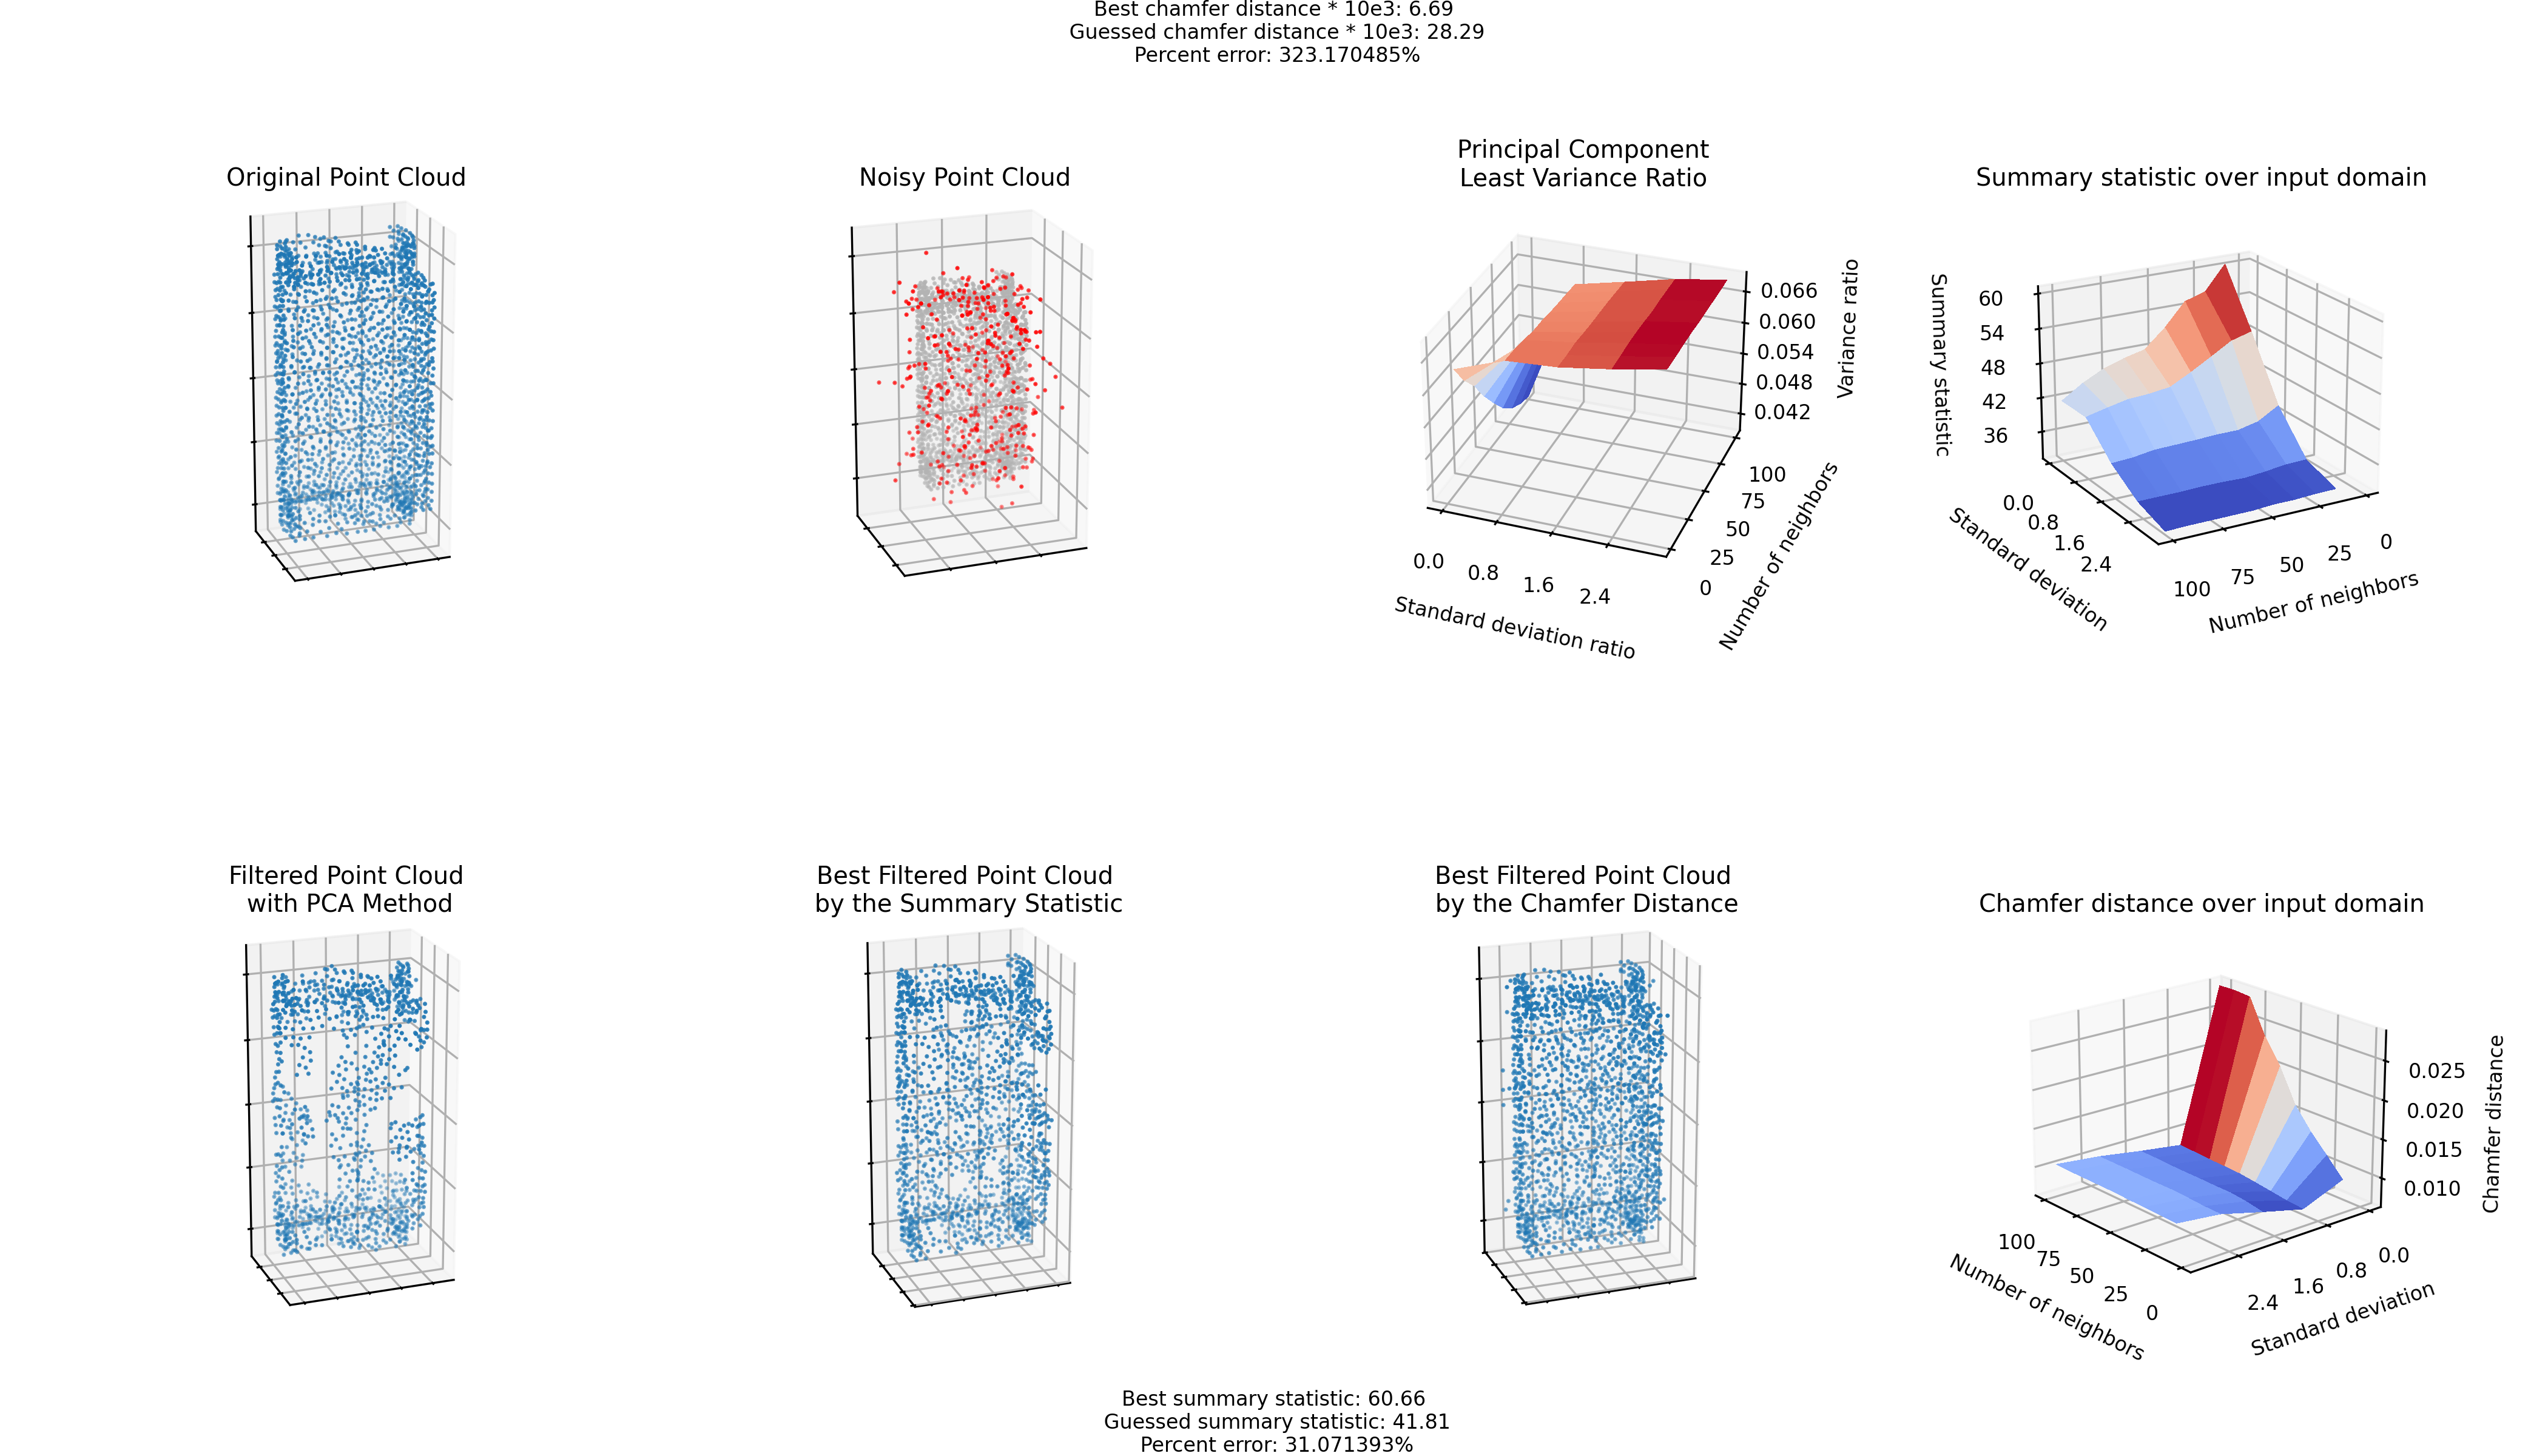 Best chamfer distance * 10e3: 6.69
Guessed chamfer distance * 10e3: 28.29
Percent error: 323.170485%
Original Point Cloud
Noisy Point Cloud
Principal Component
Least Variance Ratio
0.066
0.060
0.054
0.048
0.042
Variance ratio
100
75
50
25
0
Number of neighbors
0.0
0.8
1.6
2.4
Standard deviation ratio
Summary statistic over input domain
60
54
48
42
36
Summary statistic
0.0
0.8
1.6
2.4
Standard deviation
100
75
50
25
0
Number of neighbors
Filtered Point Cloud
with PCA Method
Best Filtered Point Cloud
by the Summary Statistic
Best Filtered Point Cloud
by the Chamfer Distance
Chamfer distance over input domain
0.025
0.020
0.015
0.010
Chamfer distance
100
75
50
25
0
Number of neighbors
2.4
1.6
0.8
0.0
Standard deviation
Best summary statistic: 60.66
Guessed summary statistic: 41.81
Percent error: 31.071393%